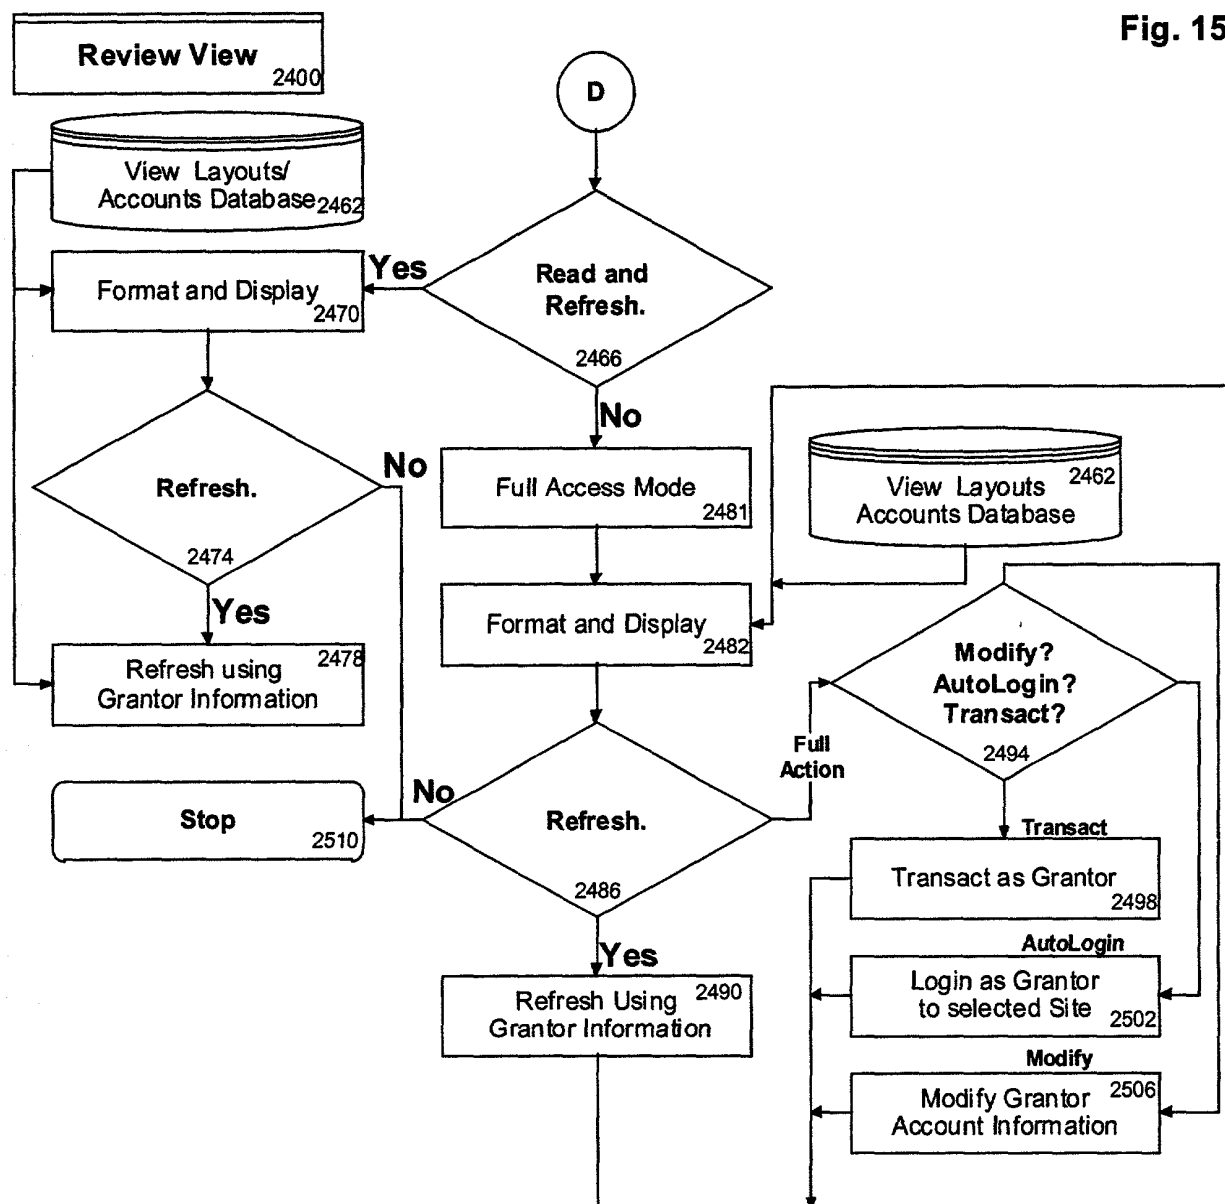 Fig. 15
Review View
2400
D
View Layouts/
Accounts Database
2462
Yes
Format and Display
2470
Read and
Refresh.
2466
No
Refresh.
2474
No
Full Access Mode
2481
View Layouts
2462
Accounts Database
Yes
Format and Display
2482
Refresh using
2478
Grantor Information
Modify?
AutoLogin?
Transact?
2494
Full
Action
No
Stop
2510
Refresh.
2486
Transact
Transact as Grantor
2498
Yes
AutoLogin
Refresh Using
2490
Grantor Information
Login as Grantor
to selected Site
2502
Modify
Modify Grantor
2506
Account Information